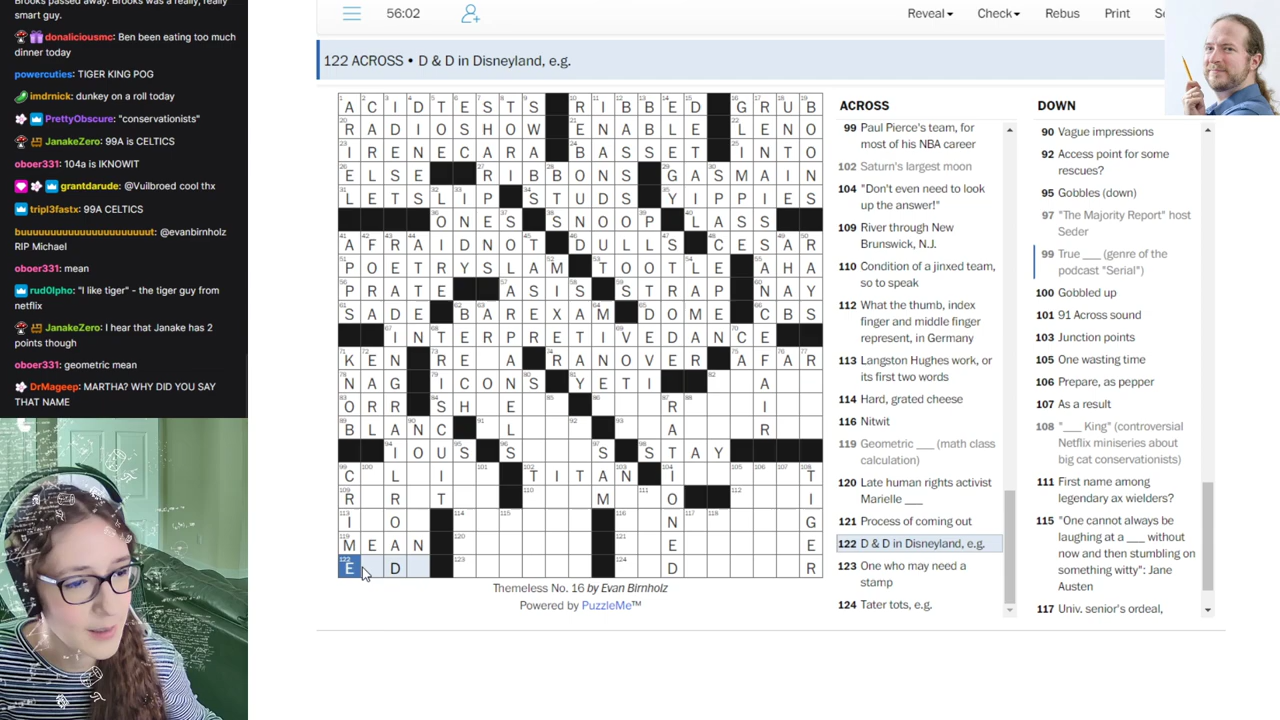 Brooks passed away. Brooks was a really, really
smart guy.
donaliciousmc: Ben been eating too much
dinner today
powercuties: TIGER KING POG
imdrnick: dunkey on a roll today
PrettyObscure: "conservationists"
JanakeZero: 99A is CELTICS
oboer331: 104a is IKNOWIT
grantdarude: @Vuilbroed cool thx
tripl3fastx: 99A CELTICS
@evanbirnholz
RIP Michael
oboer331: mean
rud0lpho: "I like tiger" - the tiger guy from
netflix
JanakeZero: I hear that Janake has 2
points though
oboer331: geometric mean
DrMageep: MARTHA? WHY DID YOU SAY
THAT NAME
56:02
Reveal
Check
Rebus
Print
122 ACROSS • D & D in Disneyland, e.g.
A C I D T E S T S R I B B E D G R U B
R A D I O S H O W E N A B L E L E N O
I R E N E C A R A B A S S E T I N T O
E L S E R I B B O N S G A S M A I N
L E T S L I P S T U D S Y I P P I E S
O N E S S N O O P L A S S
A F R A I D N O T D U L L S C E S A R
P O E T R Y S L A M T O O T L E A H A
P R A T E A S I S S T R A P N A Y
S A D E B A R E X A M D O M E C B S
I N T E R P R E T I V E D A N C E
K E N R E A R A N O V E R A F A R
N A G I C O N S Y E T I A
O R R S H E R I
B L A N C L A R
I O U S S S T A Y
C L I T I T A N I T
R R T M O I
I O N G
M E A N E E
E D D R
Themeless No. 16 by Evan Birnholz
Powered by PuzzleMe™
ACROSS
99 Paul Pierce's team, for
most of his NBA career
102 Saturn's largest moon
104 "Don't even need to look
up the answer!"
109 River through New
Brunswick, N.J.
110 Condition of a jinxed team,
so to speak
112 What the thumb, index
finger and middle finger
represent, in Germany
113 Langston Hughes work, or
its first two words
114 Hard, grated cheese
116 Nitwit
119 Geometric ___ (math class
calculation)
120 Late human rights activist
Marielle ___
121 Process of coming out
122 D & D in Disneyland, e.g.
123 One who may need a
stamp
124 Tater tots, e.g.
DOWN
90 Vague impressions
92 Access point for some
rescues?
95 Gobbles (down)
97 "The Majority Report" host
Seder
99 True ___ (genre of the
podcast "Serial")
100 Gobbled up
101 91 Across sound
103 Junction points
105 One wasting time
106 Prepare, as pepper
107 As a result
108 "___ King" (controversial
Netflix miniseries about
big cat conservationists)
111 First name among
legendary ax wielders?
115 "One cannot always be
laughing at a ___ without
now and then stumbling on
something witty": Jane
Austen
117 Univ. senior's ordeal,